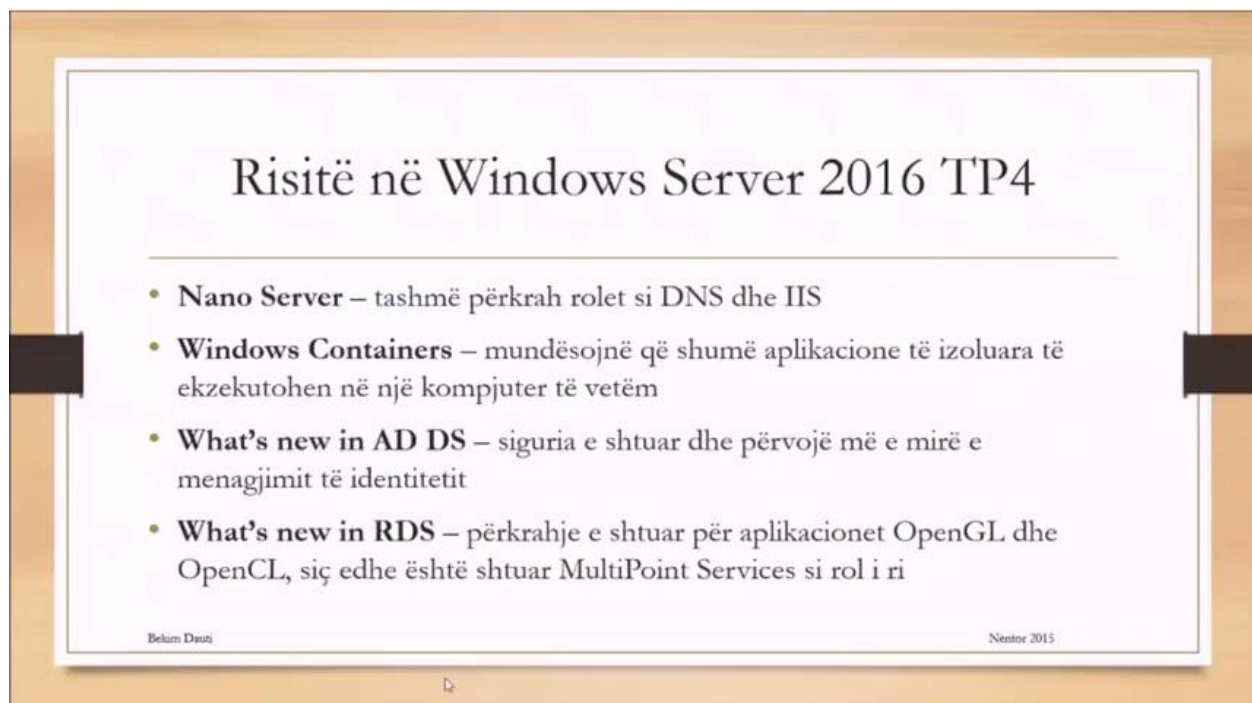 Risitë në Windows Server 2016 TP4
• Nano Server – tashmë përkrah rolet si DNS dhe IIS
• Windows Containers – mundësojnë që shumë aplikacione të izoluara të
ekzekutohen në një kompjuter të vetëm
• What's new in AD DS – siguria e shtuar dhe përvojë më e mirë e
menagjimit të identitetit
• What's new in RDS – përkrahje e shtuar për aplikacionet OpenGL dhe
OpenCL, siç edhe është shtuar MultiPoint Services si rol i ri
Bekim Dauti
Nëntor 2015